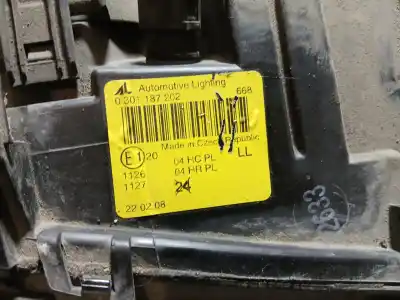 AL Automotive Lighting
0 301 187 202
668
Made in Czech Republic
E1 20
04 HC PL
LL
1126
04 HR PL
1127
24
22.02.08